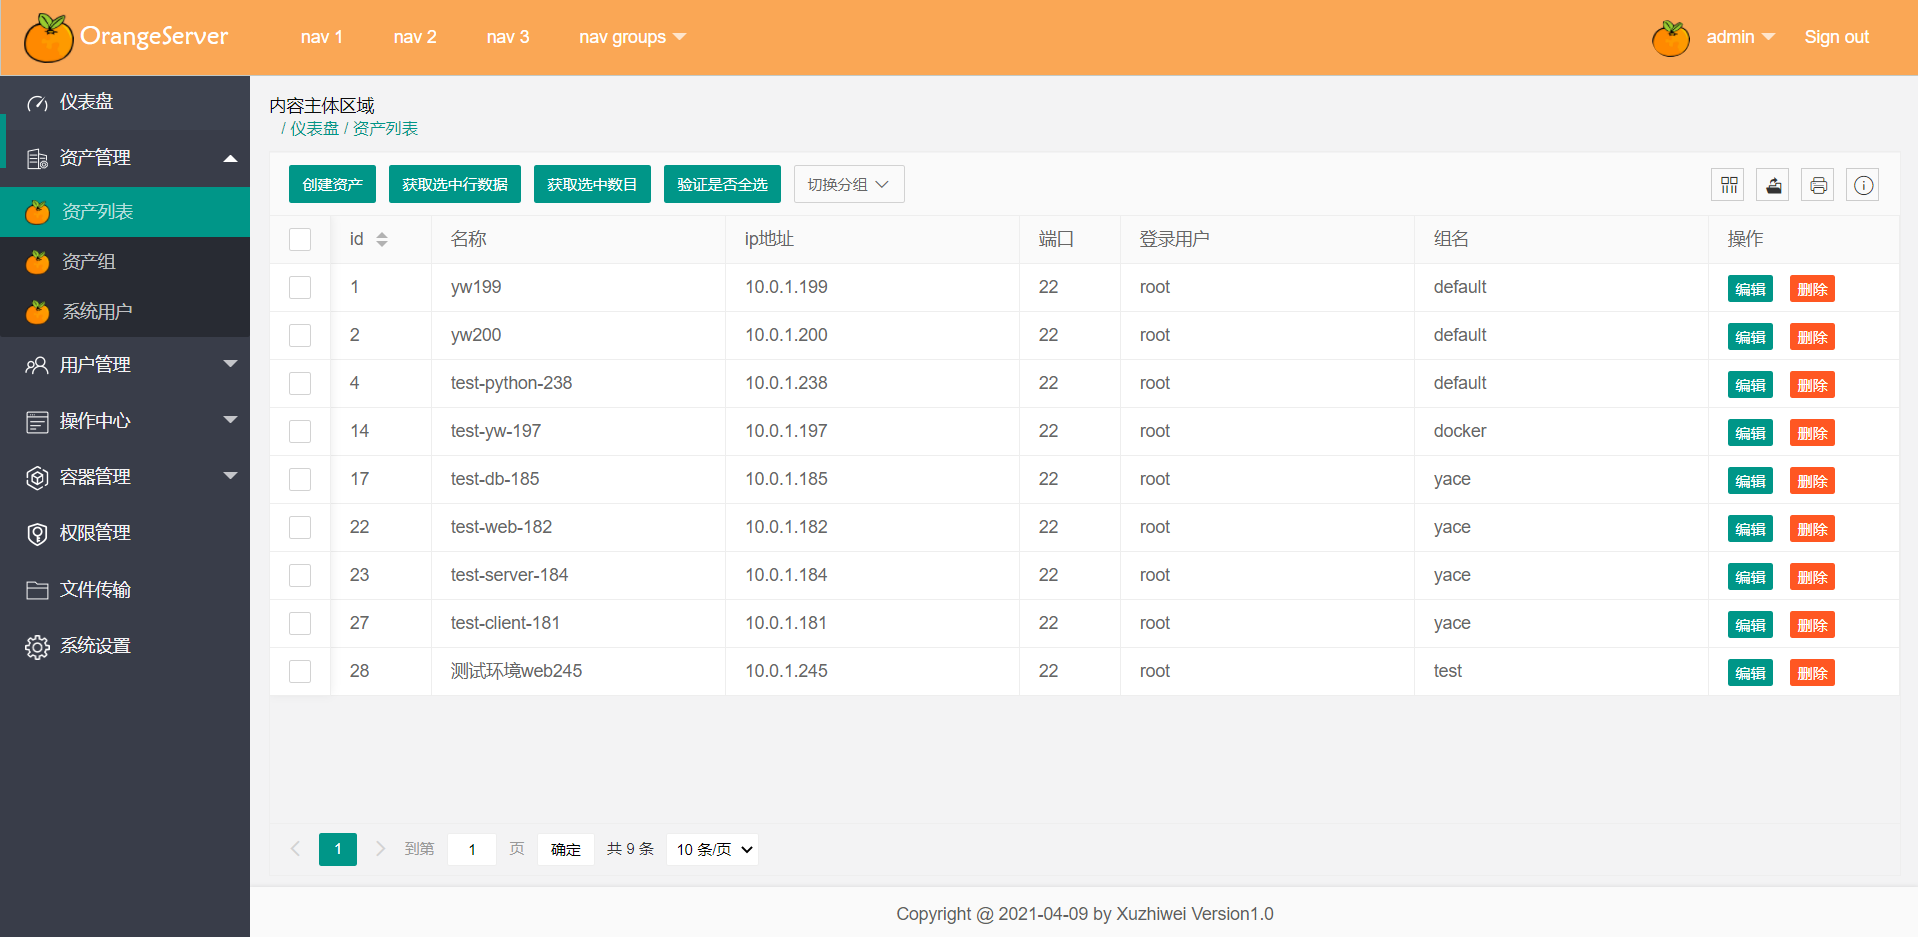 OrangeServer nav 1 nav 2 nav 3 nav groups admin Sign out
仪表盘
资产管理
资产列表
资产组
系统用户
用户管理
操作中心
容器管理
权限管理
文件传输
系统设置
内容主体区域
/ 仪表盘 / 资产列表
创建资产 获取选中行数据 获取选中数目 验证是否全选 切换分组
id 名称 ip地址 端口 登录用户 组名 操作
1 yw199 10.0.1.199 22 root default 编辑 删除
2 yw200 10.0.1.200 22 root default 编辑 删除
4 test-python-238 10.0.1.238 22 root default 编辑 删除
14 test-yw-197 10.0.1.197 22 root docker 编辑 删除
17 test-db-185 10.0.1.185 22 root yace 编辑 删除
22 test-web-182 10.0.1.182 22 root yace 编辑 删除
23 test-server-184 10.0.1.184 22 root yace 编辑 删除
27 test-client-181 10.0.1.181 22 root yace 编辑 删除
28 测试环境web245 10.0.1.245 22 root test 编辑 删除
1 到第 1 页 确定 共 9 条 10 条/页
Copyright @ 2021-04-09 by Xuzhiwei Version1.0